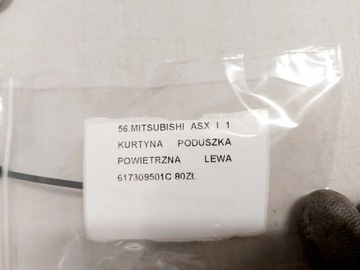 56.MITSUBISHI ASX I 1
KURTYNA PODUSZKA
POWIETRZNA LEWA
617309501C 80ZŁ